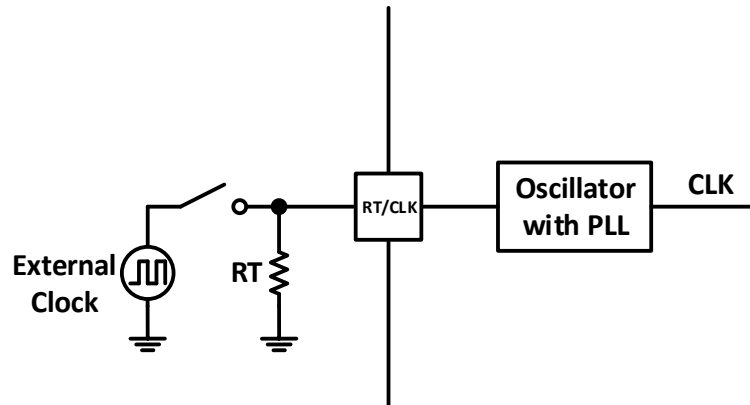 External
Clock
RT
RT/CLK
Oscillator
with PLL
CLK